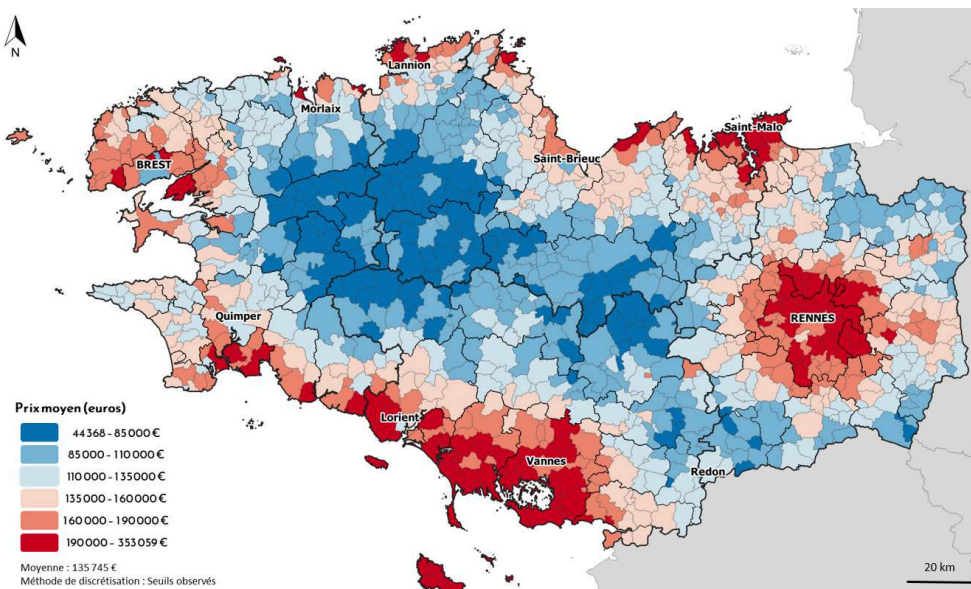 N
Lannion
Morlaix
Saint-Malo
BREST
Saint-Brieuc
Quimper
RENNES
Lorient
Vannes
Redon
Prix moyen (euros)
44 368 - 85 000 €
85 000 - 110 000 €
110 000 - 135 000 €
135 000 - 160 000 €
160 000 - 190 000 €
190 000 - 353 059 €
Moyenne : 135 745 €
Méthode de discrétisation : Seuils observés
20 km